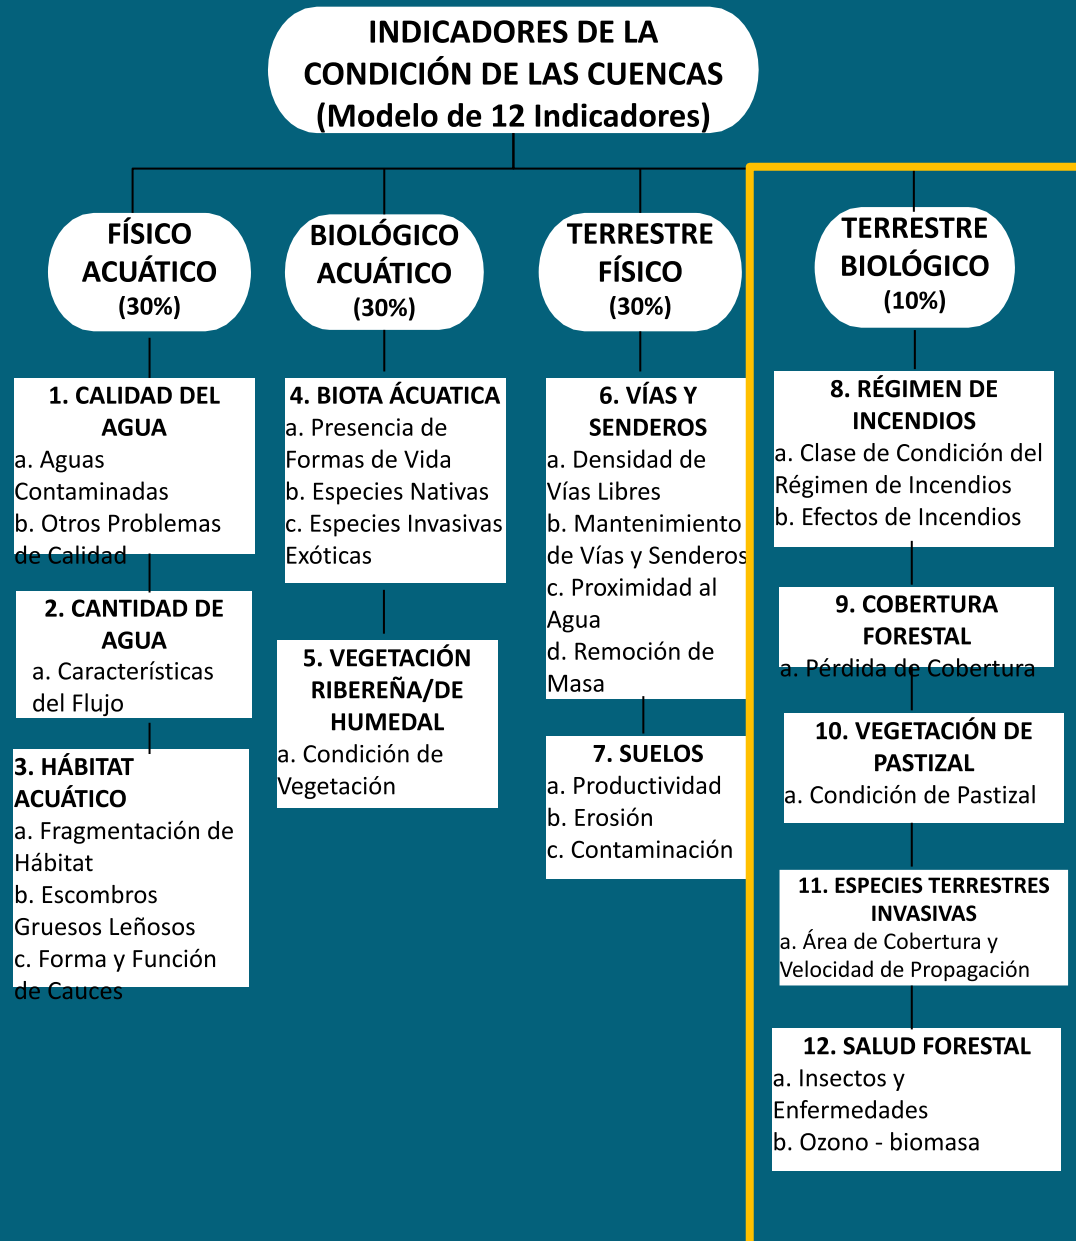 INDICADORES DE LA
CONDICIÓN DE LAS CUENCAS
(Modelo de 12 Indicadores)
FÍSICO
ACUÁTICO
(30%)
1. CALIDAD DEL
AGUA
a. Aguas
Contaminadas
b. Otros Problemas
de Calidad
2. CANTIDAD DE
AGUA
a. Características
del Flujo
3. HÁBITAT
ACUÁTICO
a. Fragmentación de
Hábitat
b. Escombros
Gruesos Leñosos
c. Forma y Función
de Cauces
BIOLÓGICO
ACUÁTICO
(30%)
4. BIOTA ÁCUATICA
a. Presencia de
Formas de Vida
b. Especies Nativas
c. Especies Invasivas
Exóticas
5. VEGETACIÓN
RIBEREÑA/DE
HUMEDAL
a. Condición de
Vegetación
TERRESTRE
FÍSICO
(30%)
6. VÍAS Y
SENDEROS
a. Densidad de
Vías Libres
b. Mantenimiento
de Vías y Senderos
c. Proximidad al
Agua
d. Remoción de
Masa
7. SUELOS
a. Productividad
b. Erosión
c. Contaminación
TERRESTRE
BIOLÓGICO
(10%)
8. RÉGIMEN DE
INCENDIOS
a. Clase de Condición del
Régimen de Incendios
b. Efectos de Incendios
9. COBERTURA
FORESTAL
a. Pérdida de Cobertura
10. VEGETACIÓN DE
PASTIZAL
a. Condición de Pastizal
11. ESPECIES TERRESTRES
INVASIVAS
a. Área de Cobertura y
Velocidad de Propagación
12. SALUD FORESTAL
a. Insectos y
Enfermedades
b. Ozono - biomasa